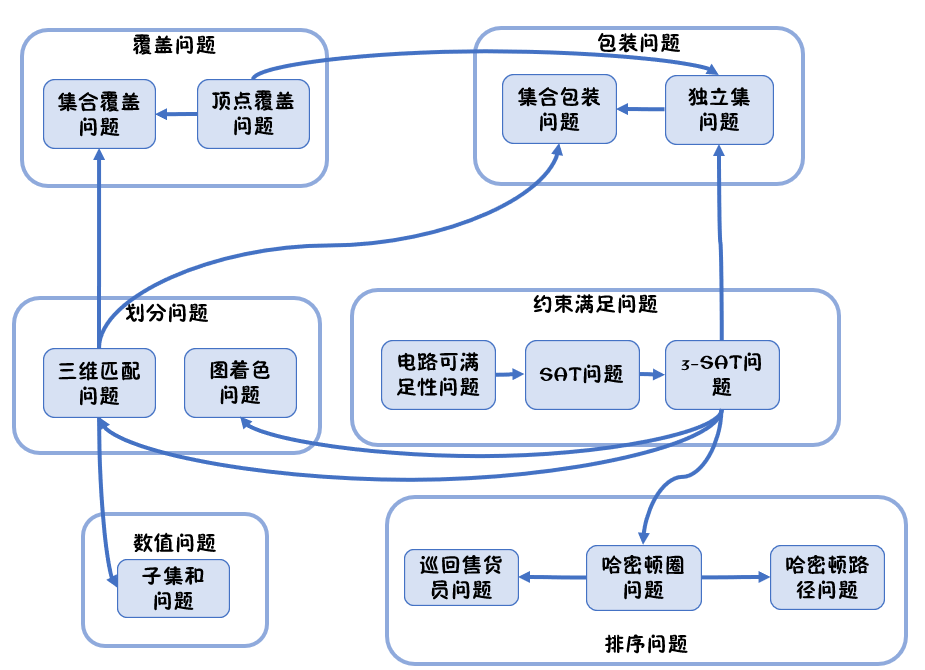 覆盖问题
集合覆盖
问题
顶点覆盖
问题
包装问题
集合包装
问题
独立集
问题
划分问题
三维匹配
问题
图着色
问题
约束满足问题
电路可满
足性问题
SAT问题
3-SAT问
题
数值问题
子集和
问题
巡回售货
员问题
哈密顿圈
问题
哈密顿路
径问题
排序问题